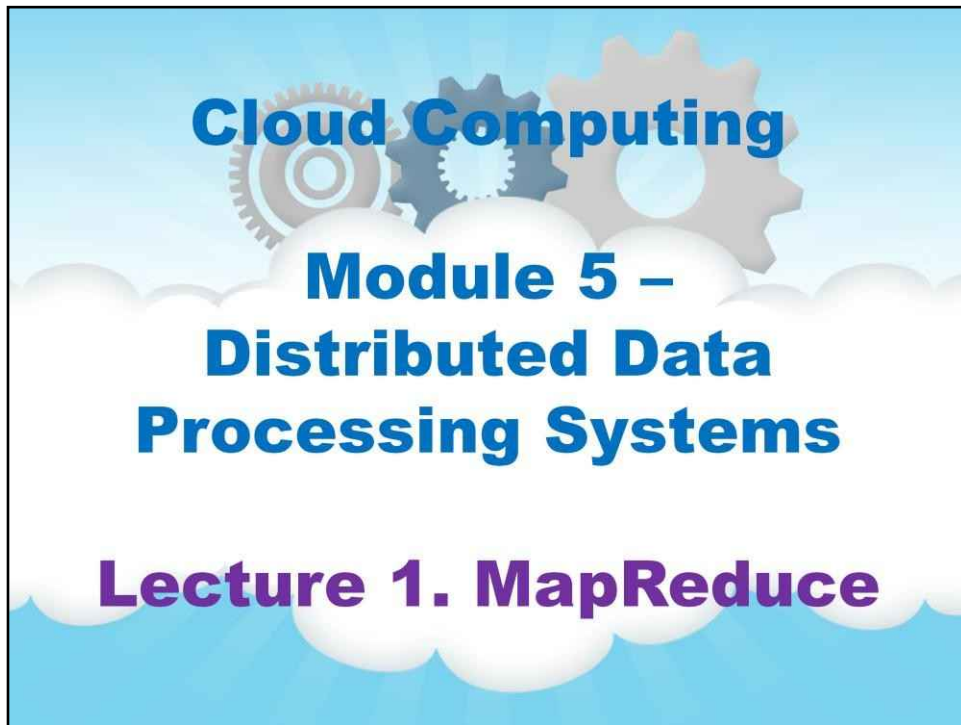 Cloud Computing
Module 5 –
Distributed Data
Processing Systems
Lecture 1. MapReduce